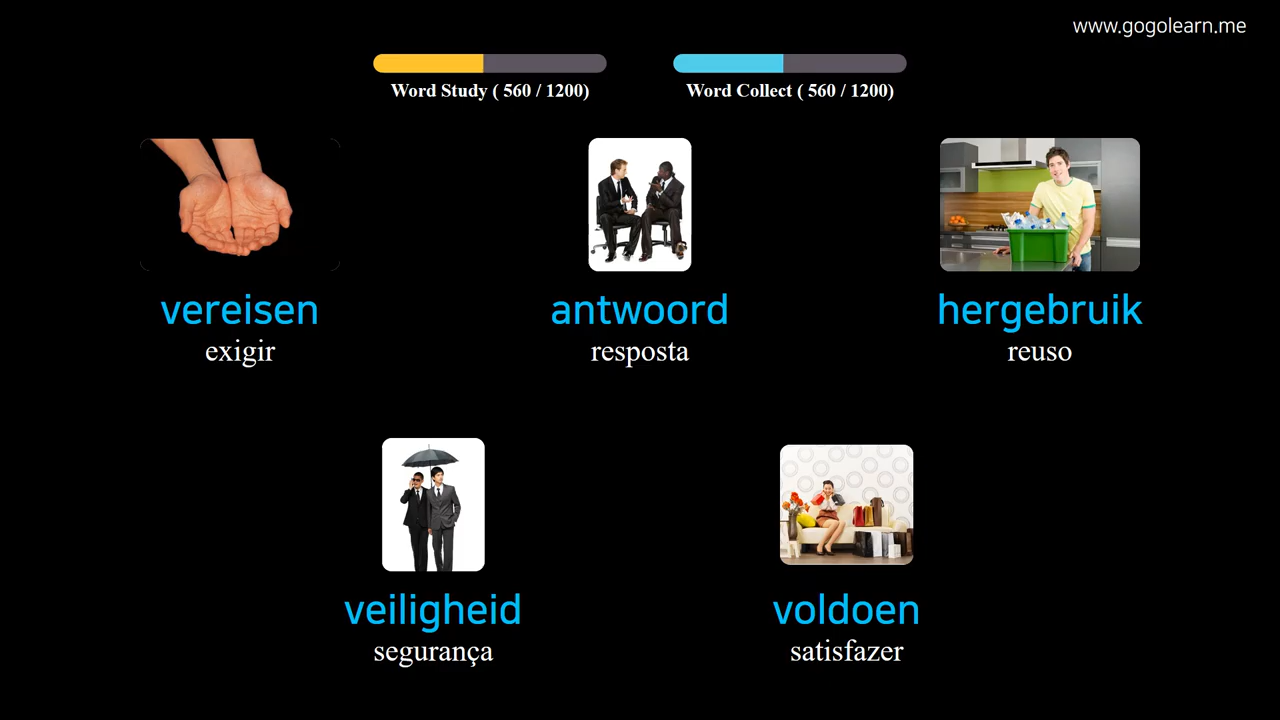 www.gogolearn.me
Word Study ( 560 / 1200)
Word Collect ( 560 / 1200)
vereisen
exigir
antwoord
resposta
hergebruik
reuso
veiligheid
segurança
voldoen
satisfazer